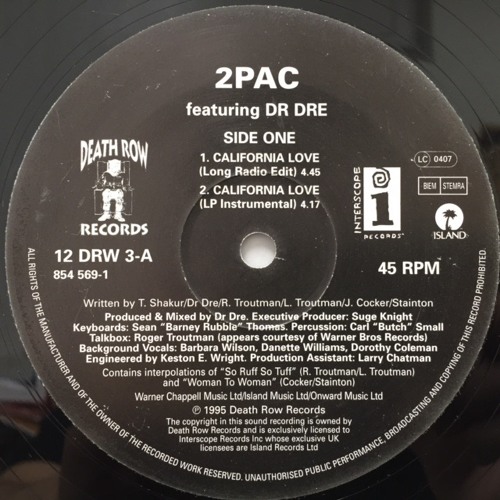 2PAC
featuring DR DRE
SIDE ONE
1. CALIFORNIA LOVE
(Long Radio Edit) 4.45
2. CALIFORNIA LOVE
(LP Instrumental) 4.17
DEATH ROW
RECORDS
12 DRW 3-A
854 569-1
INTERSCOPE
i
RECORDS
LC 0407
BIEM STEMRA
ISLAND
45 RPM
Written by T. Shakur/Dr Dre/R. Troutman/L. Troutman/J. Cocker/Stainton
Produced & Mixed by Dr Dre. Executive Producer: Suge Knight
Keyboards: Sean "Barney Rubble" Thomas. Percussion: Carl "Butch" Small
Talkbox: Roger Troutman (appears courtesy of Warner Bros Records)
Background Vocals: Barbara Wilson, Danette Williams, Dorothy Coleman
Engineered by Keston E. Wright. Production Assistant: Larry Chatman
Contains interpolations of "So Ruff So Tuff" (R. Troutman/L. Troutman)
and "Woman To Woman" (Cocker/Stainton)
Warner Chappell Music Ltd/Island Music Ltd/Onward Music Ltd
Ⓟ 1995 Death Row Records
The copyright in this sound recording is owned by
Death Row Records and is exclusively licensed to
Interscope Records Inc whose exclusive UK
licensees are Island Records Ltd
ALL RIGHTS OF THE MANUFACTURER AND OF THE OWNER OF THE RECORDED WORK RESERVED. UNAUTHORISED PUBLIC PERFORMANCE, BROADCASTING AND COPYING OF THIS RECORD PROHIBITED.